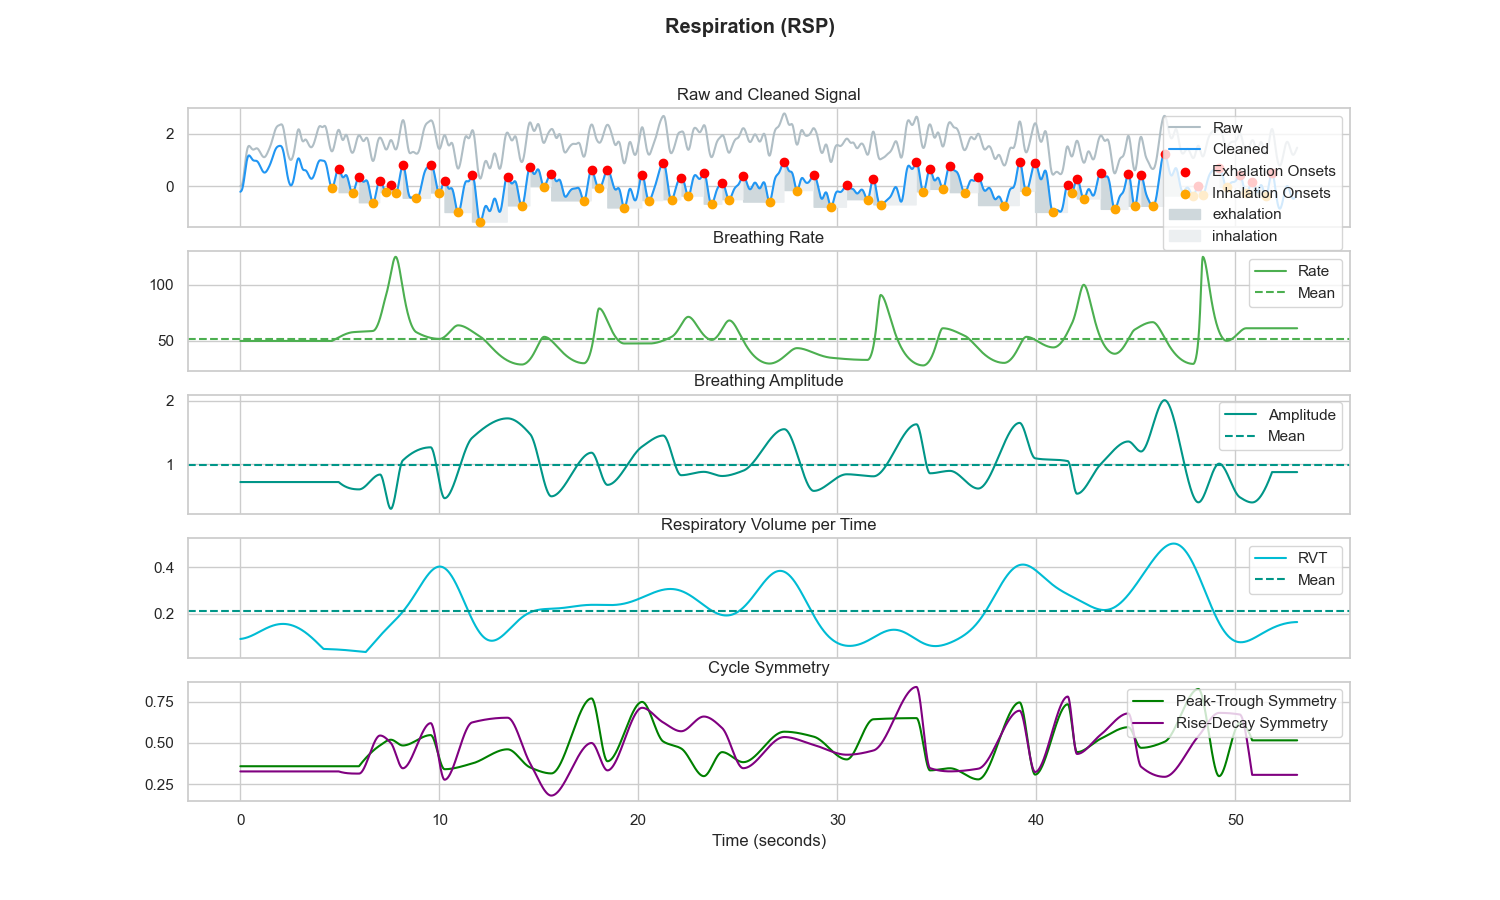 Respiration (RSP)
Raw and Cleaned Signal
2
0
Raw
Cleaned
Exhalation Onsets
Inhalation Onsets
exhalation
inhalation
Breathing Rate
100
50
Rate
Mean
Breathing Amplitude
2
1
Amplitude
Mean
Respiratory Volume per Time
0.4
0.2
RVT
Mean
Cycle Symmetry
0.75
0.50
0.25
Peak-Trough Symmetry
Rise-Decay Symmetry
0 10 20 30 40 50
Time (seconds)